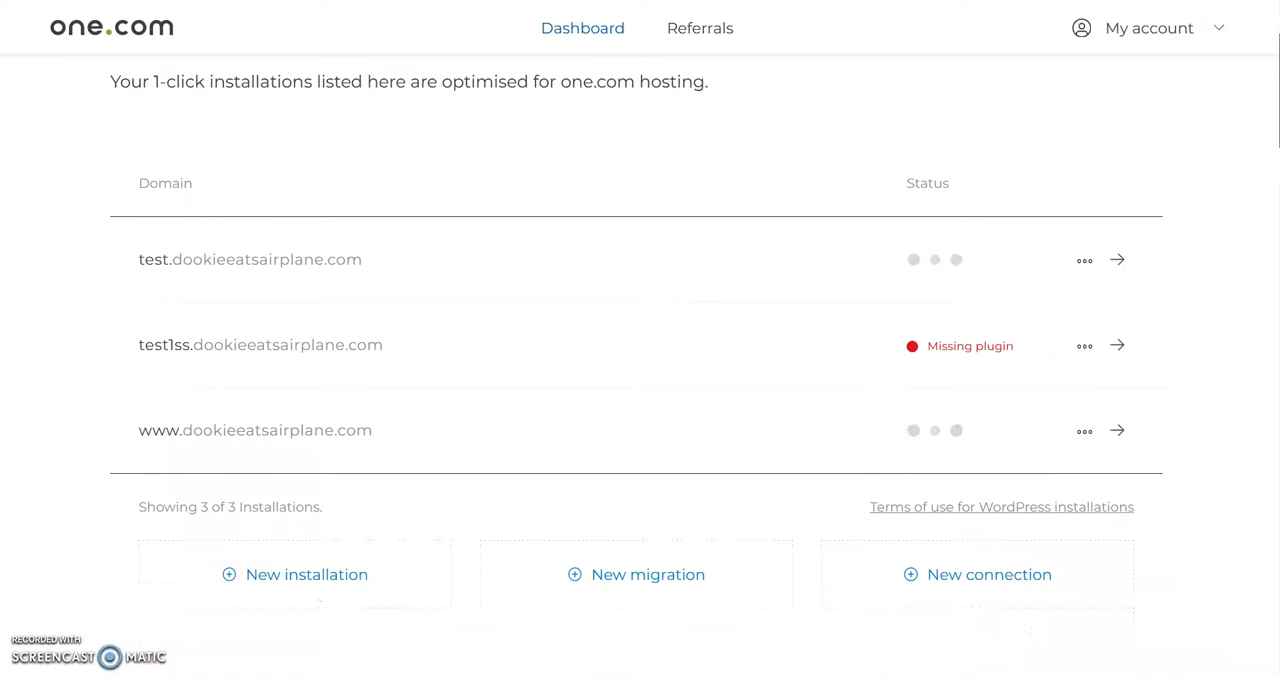 one.com
Dashboard
Referrals
My account
Your 1-click installations listed here are optimised for one.com hosting.
Domain
Status
test.dookieeatsairplane.com
test1ss.dookieeatsairplane.com
Missing plugin
www.dookieeatsairplane.com
Showing 3 of 3 Installations.
Terms of use for WordPress installations
New installation
New migration
New connection
RECORDED WITH
SCREENCAST MATIC